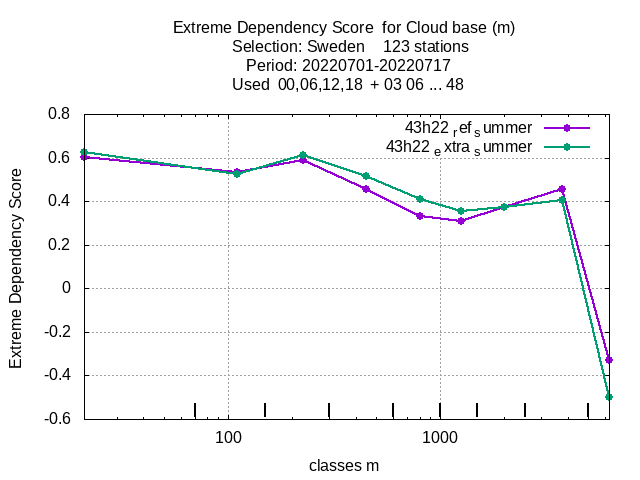 Extreme Dependency Score  for Cloud base (m)
Selection: Sweden    123 stations
Period: 20220701-20220717
Used  00,06,12,18  + 03 06 ... 48
43h22 ref summer
43h22 extra summer
Extreme Dependency Score
0.8
0.6
0.4
0.2
0
-0.2
-0.4
-0.6
100
1000
classes m